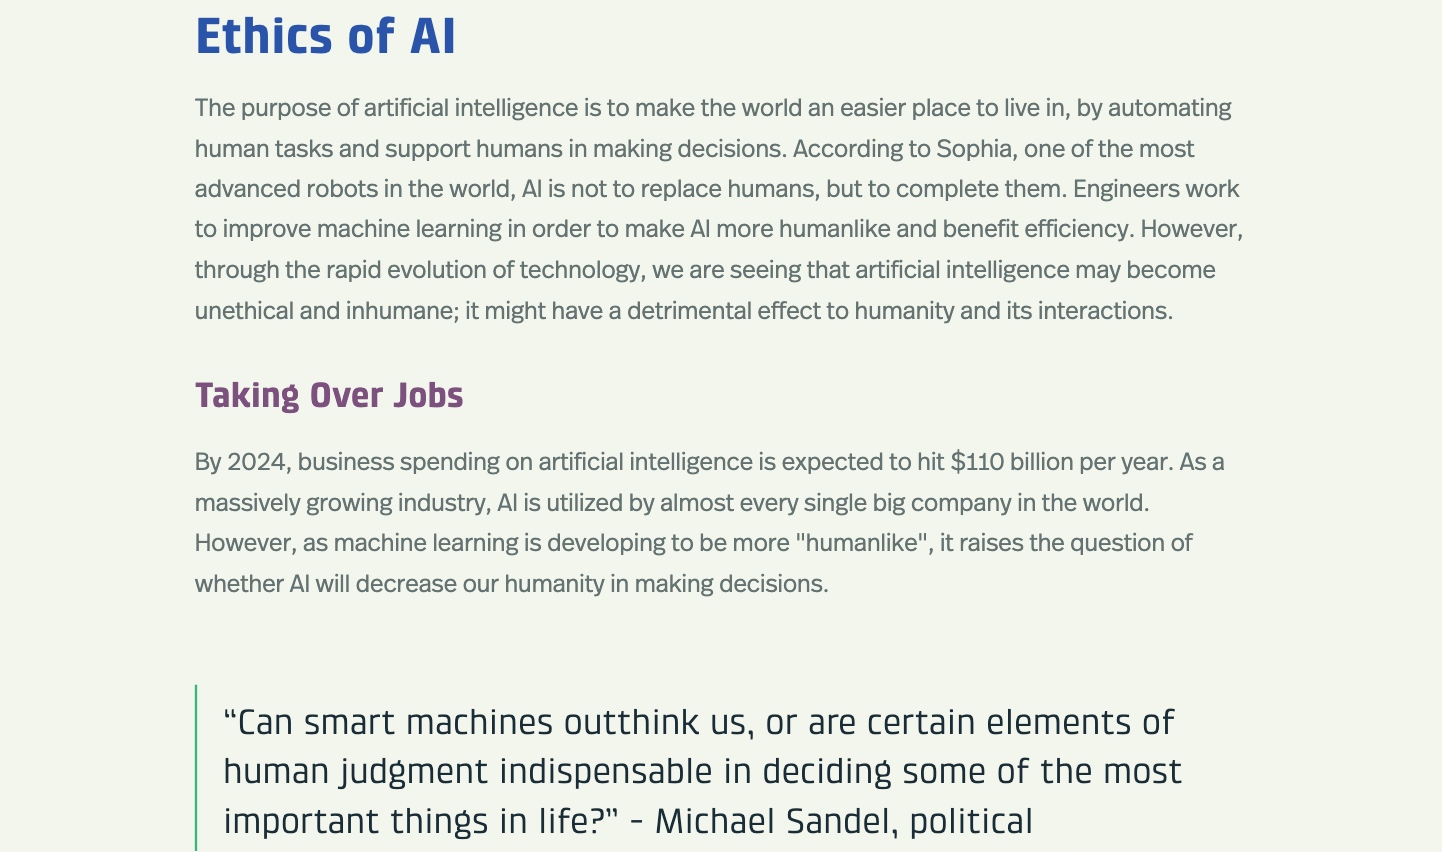 Ethics of AI
The purpose of artificial intelligence is to make the world an easier place to live in, by automating
human tasks and support humans in making decisions. According to Sophia, one of the most
advanced robots in the world, AI is not to replace humans, but to complete them. Engineers work
to improve machine learning in order to make AI more humanlike and benefit efficiency. However,
through the rapid evolution of technology, we are seeing that artificial intelligence may become
unethical and inhumane; it might have a detrimental effect to humanity and its interactions.
Taking Over Jobs
By 2024, business spending on artificial intelligence is expected to hit $110 billion per year. As a
massively growing industry, AI is utilized by almost every single big company in the world.
However, as machine learning is developing to be more "humanlike", it raises the question of
whether AI will decrease our humanity in making decisions.
“Can smart machines outthink us, or are certain elements of
human judgment indispensable in deciding some of the most
important things in life?” - Michael Sandel, political